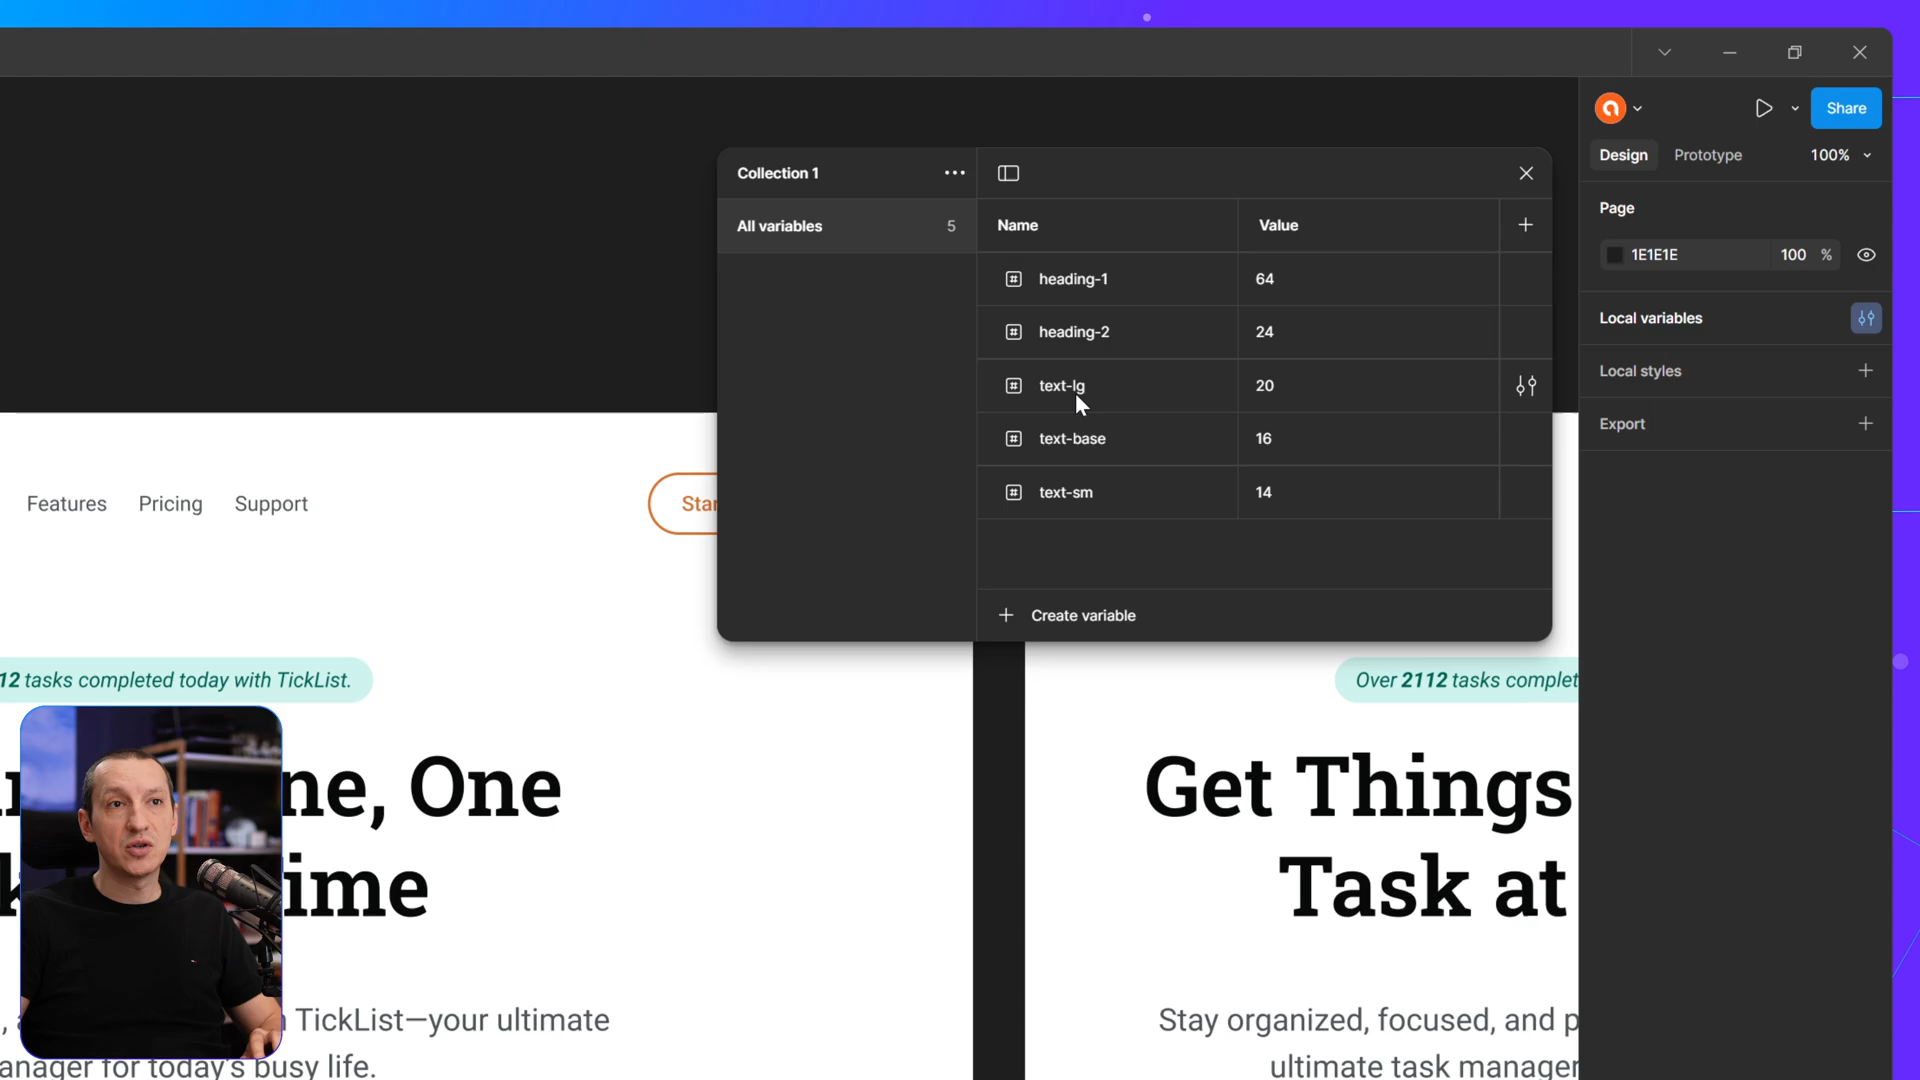 Share
Design Prototype 100%
Page
1E1E1E 100 %
Local variables
Local styles
Export
Collection 1
All variables 5
Name Value
heading-1 64
heading-2 24
text-lg 20
text-base 16
text-sm 14
Create variable
Features Pricing Support
Star
12 tasks completed today with TickList.
ne, One
ime
TickList—your ultimate
anager for today's busy life.
Over 2112 tasks complet
Get Things
Task at
Stay organized, focused, and p
ultimate task manager